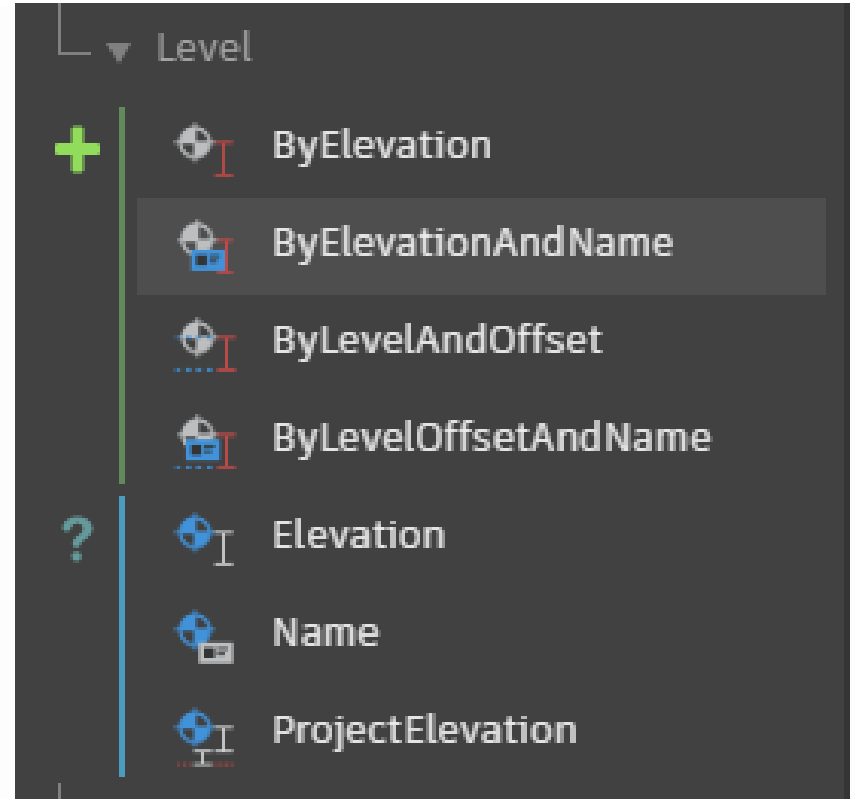 Level
ByElevation
ByElevationAndName
ByLevelAndOffset
ByLevelOffsetAndName
?
Elevation
Name
ProjectElevation